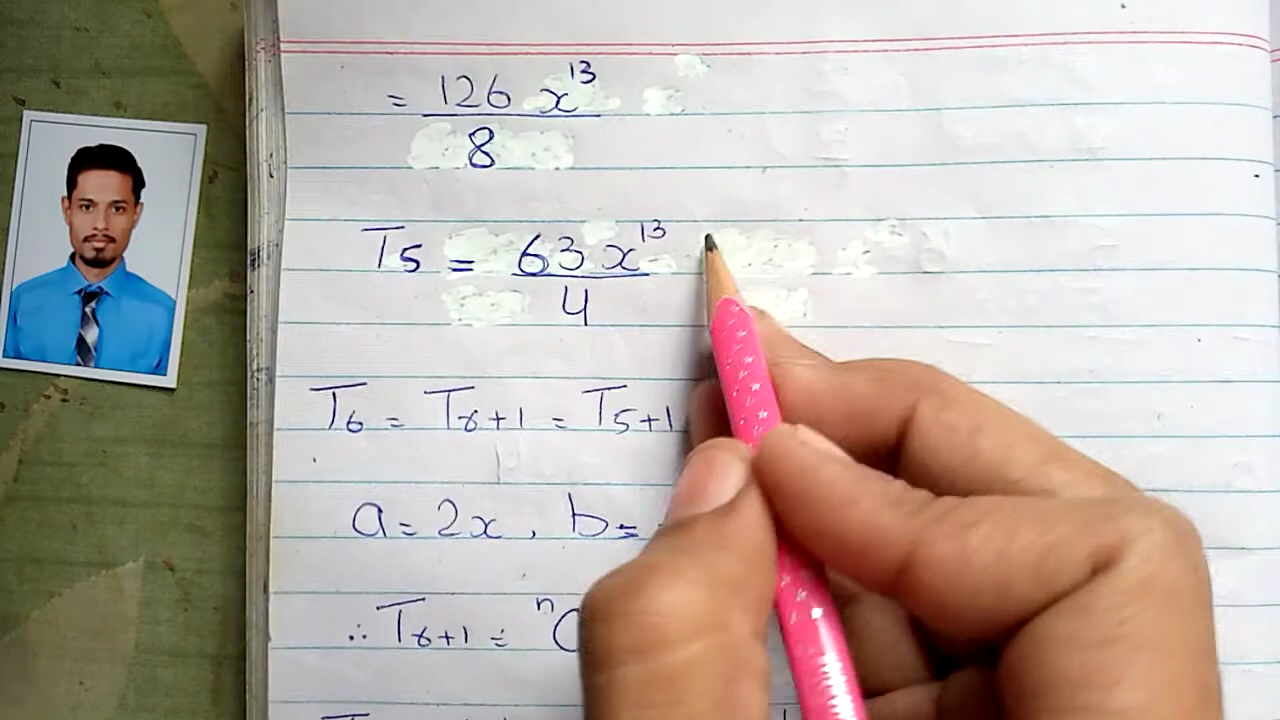 = 126 x^13 / 8
T5 = 63 x^13 / 4
T6 = Tr+1 = T5+1
a = 2x, b =
∴ Tr+1 = nC